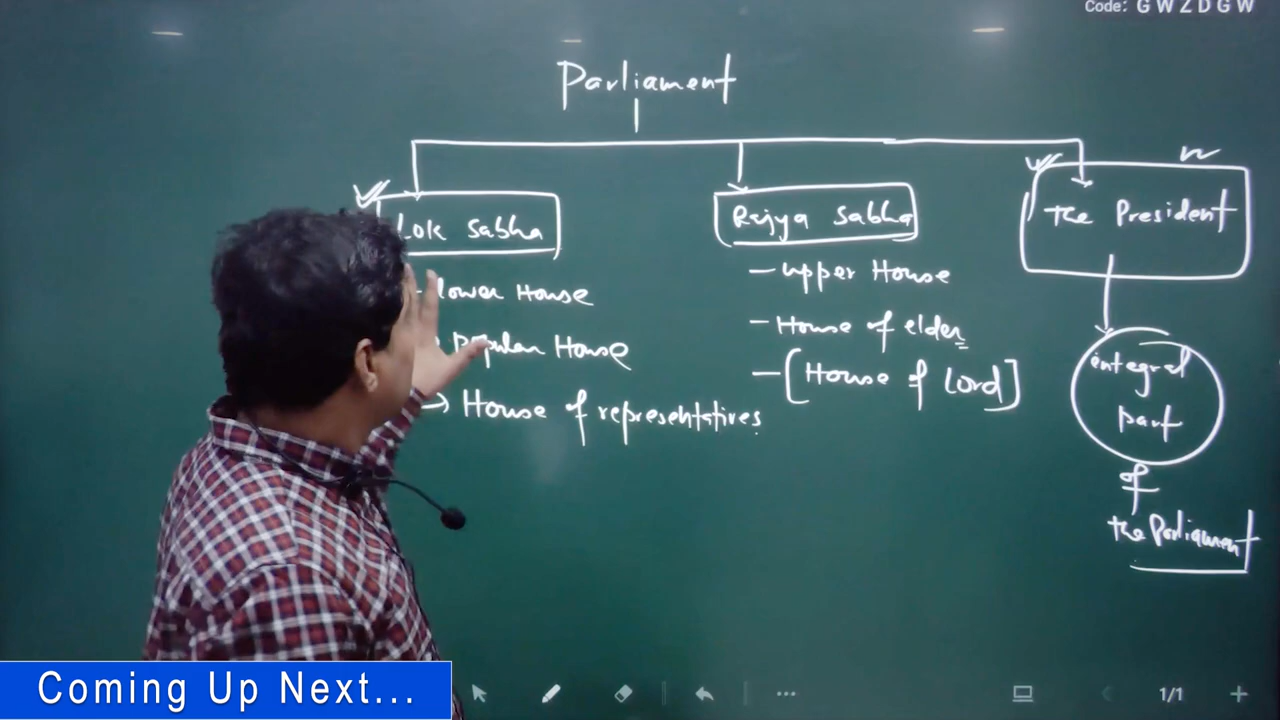 Code: GWZDGW
Parliament
Lok Sabha
Rajya Sabha
the President
- lower House
popular House
→ House of representatives
- upper House
- House of elder
- [House of Lord]
integral
part
of
the Parliament
Coming Up Next...
1/1